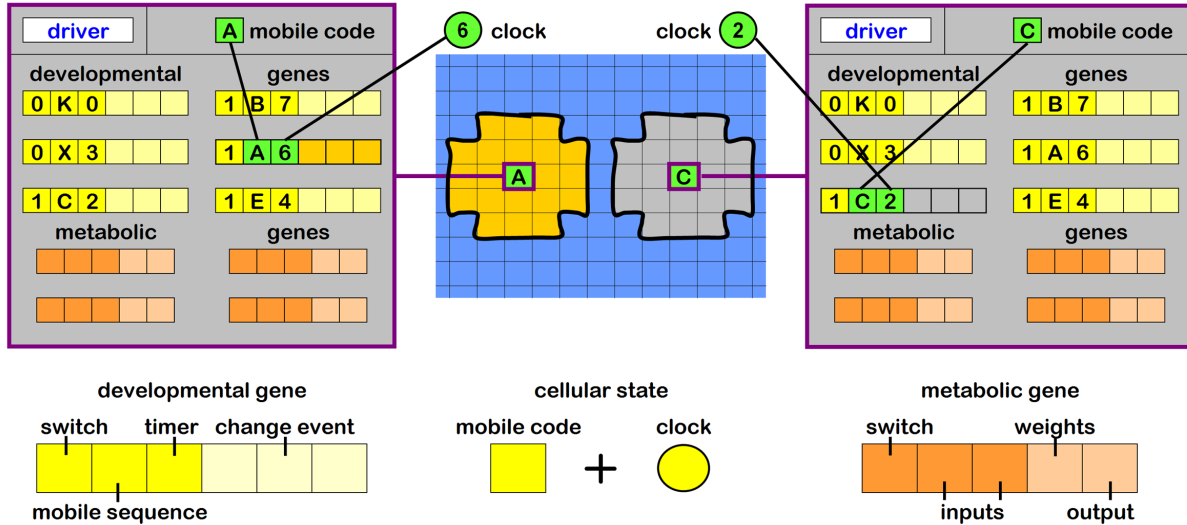 driver
A mobile code
6 clock
clock 2
driver
C mobile code
developmental genes
0 K 0
1 B 7
0 X 3
1 A 6
1 C 2
1 E 4
metabolic genes
A
C
developmental genes
0 K 0
1 B 7
0 X 3
1 A 6
1 C 2
1 E 4
metabolic genes
developmental gene
switch timer change event
mobile sequence
cellular state
mobile code clock
+
metabolic gene
switch weights
inputs output